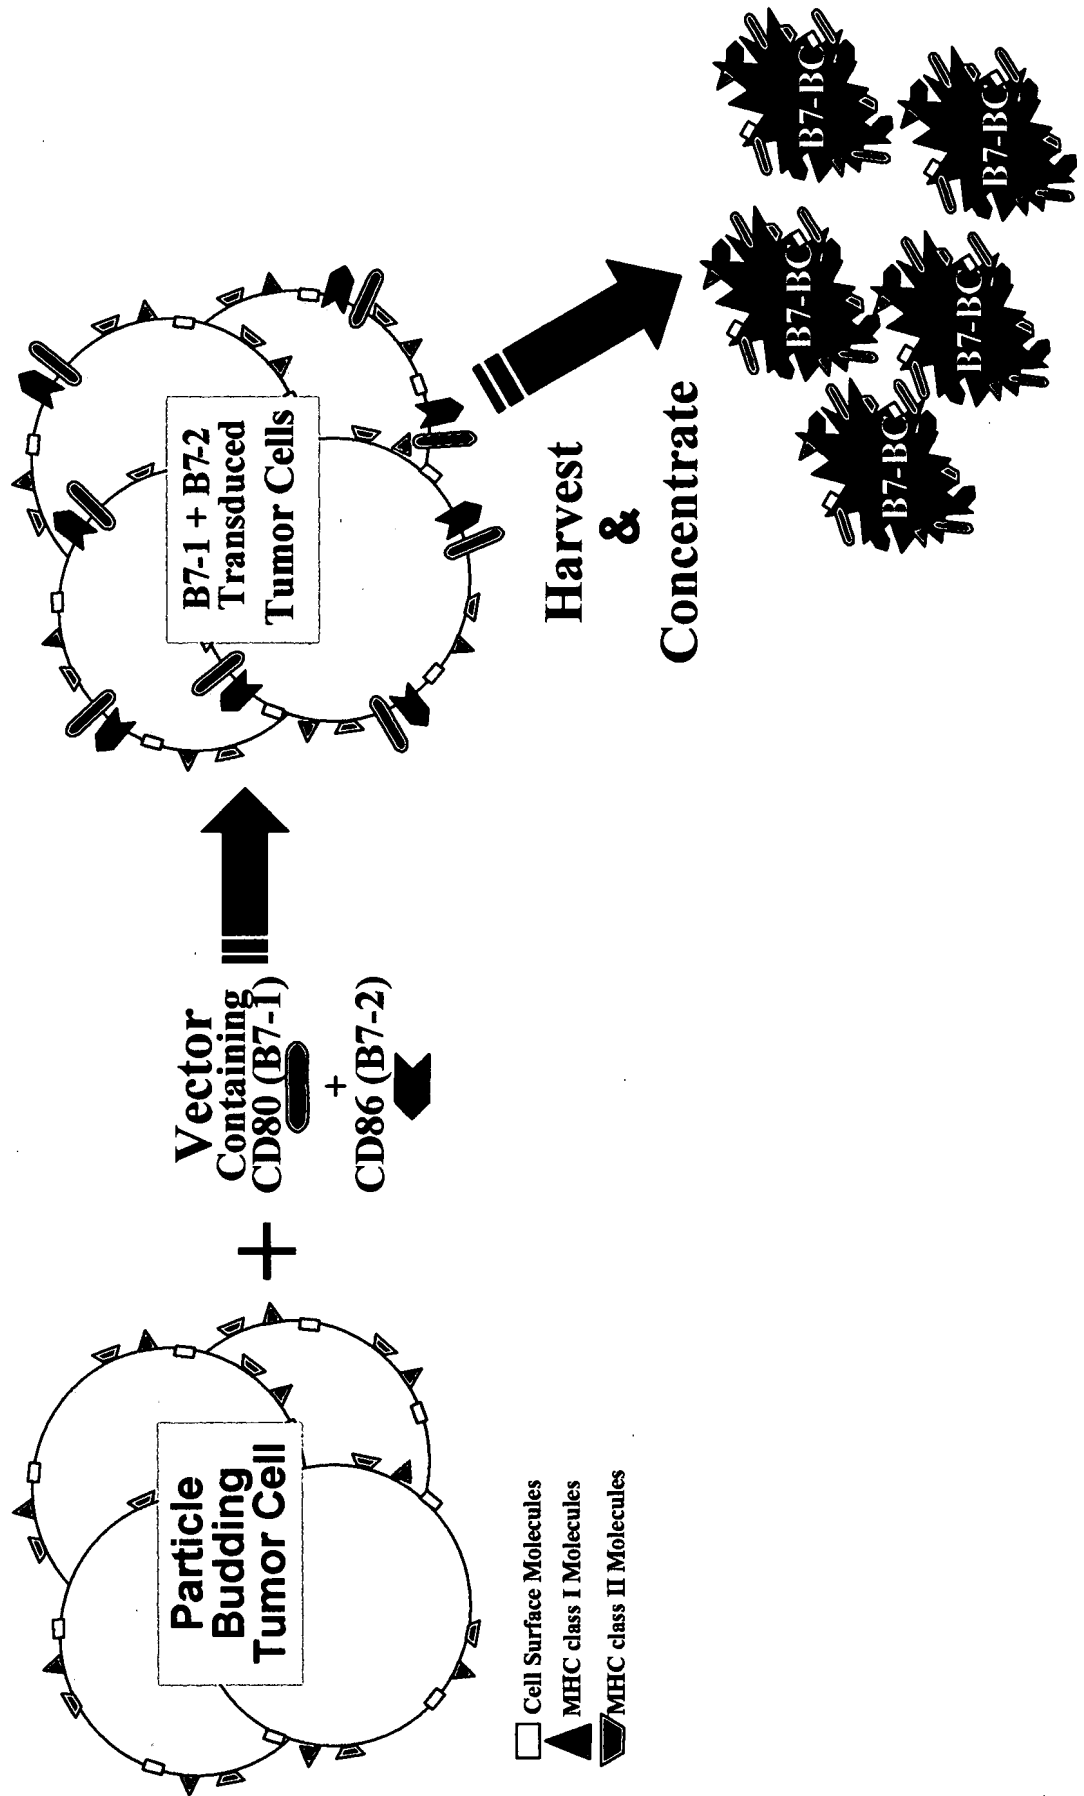 Particle
Budding
Tumor Cell
+
Vector
Containing
CD80 (B7-1)
+
CD86 (B7-2)
B7-1 + B7-2
Transduced
Tumor Cells
Cell Surface Molecules
MHC class I Molecules
MHC class II Molecules
Harvest
&
Concentrate
B7-BC
B7-BC
B7-BC
B7-BC
B7-BC